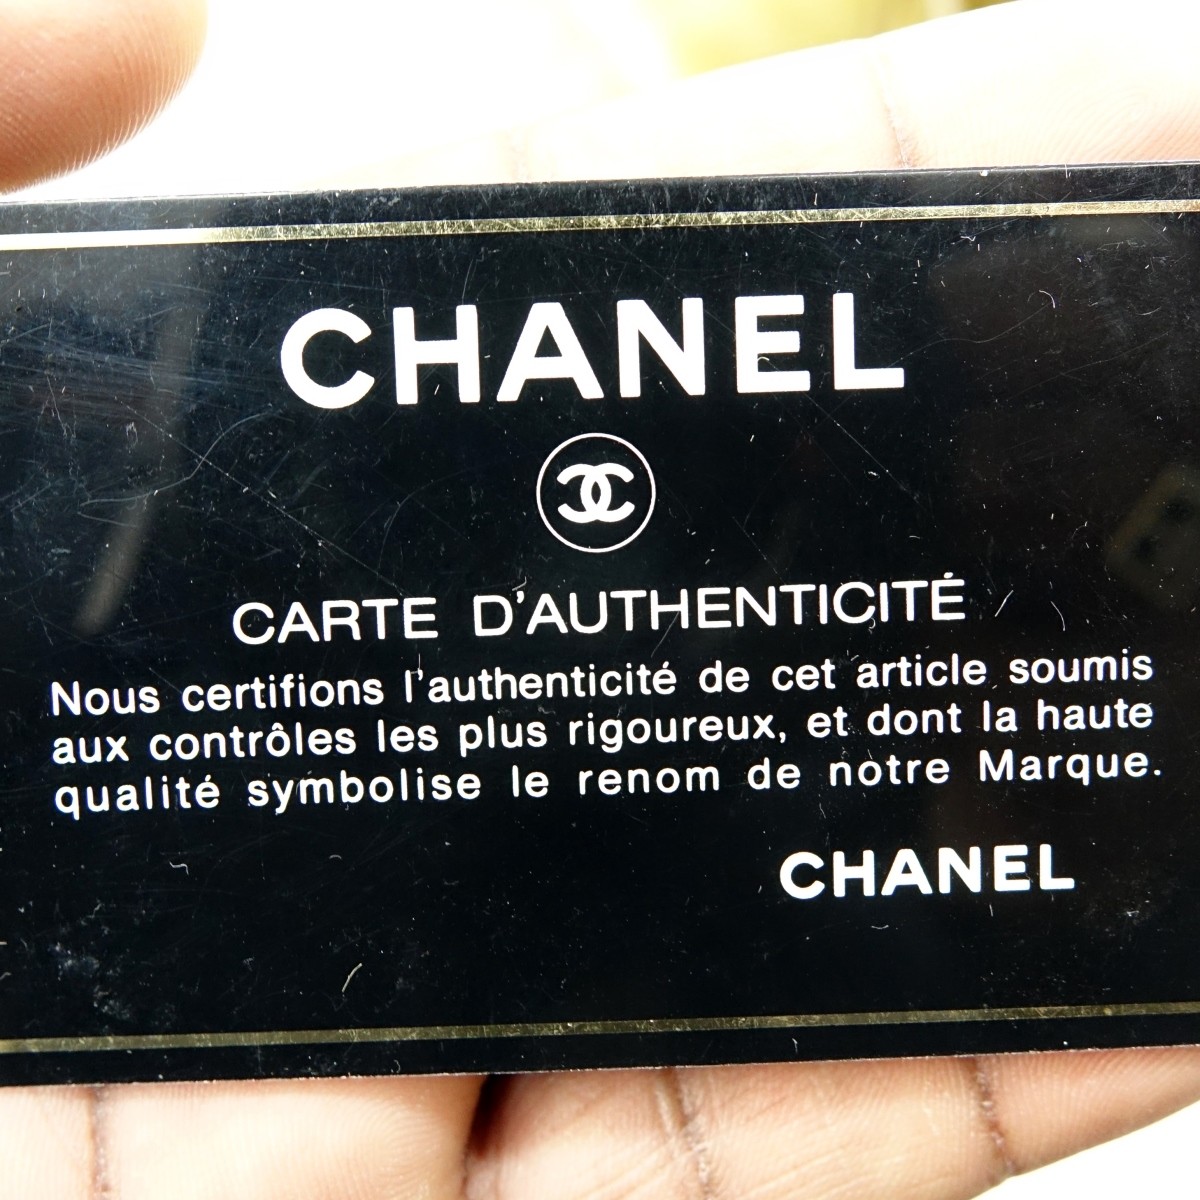 CHANEL
CARTE D'AUTHENTICITÉ
Nous certifions l'authenticité de cet article soumis
aux contrôles les plus rigoureux, et dont la haute
qualité symbolise le renom de notre Marque.
CHANEL